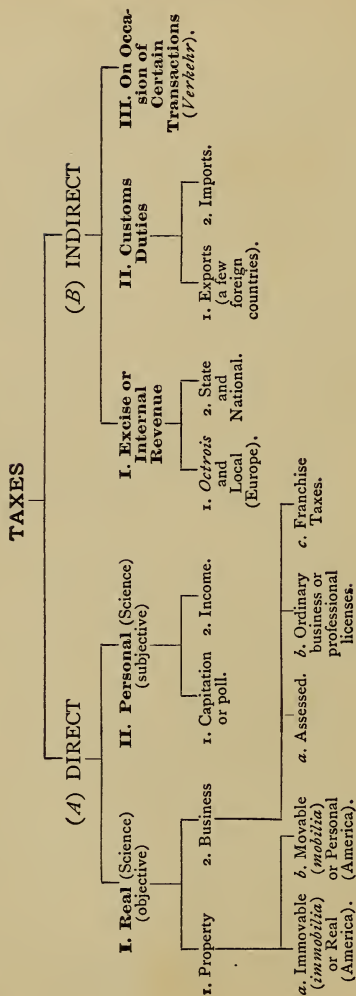 TAXES
(A) DIRECT
I. Real (Science)
(objective)
1. Property
a. Immovable
(immobilia)
or Real
(America).
b. Movable
(mobilia)
or Personal
(America).
2. Business
a. Assessed.
b. Ordinary
business or
professional
licenses.
c. Franchise
Taxes.
II. Personal (Science)
(subjective)
1. Capitation
or poll.
2. Income.
(B) INDIRECT
I. Excise or
Internal
Revenue
1. Octrois
and
Local
(Europe).
2. State
and
National.
II. Customs
Duties
1. Exports
(a few
foreign
countries).
2. Imports.
III. On Occa-
sion of
Certain
Transactions
(Verkehr).